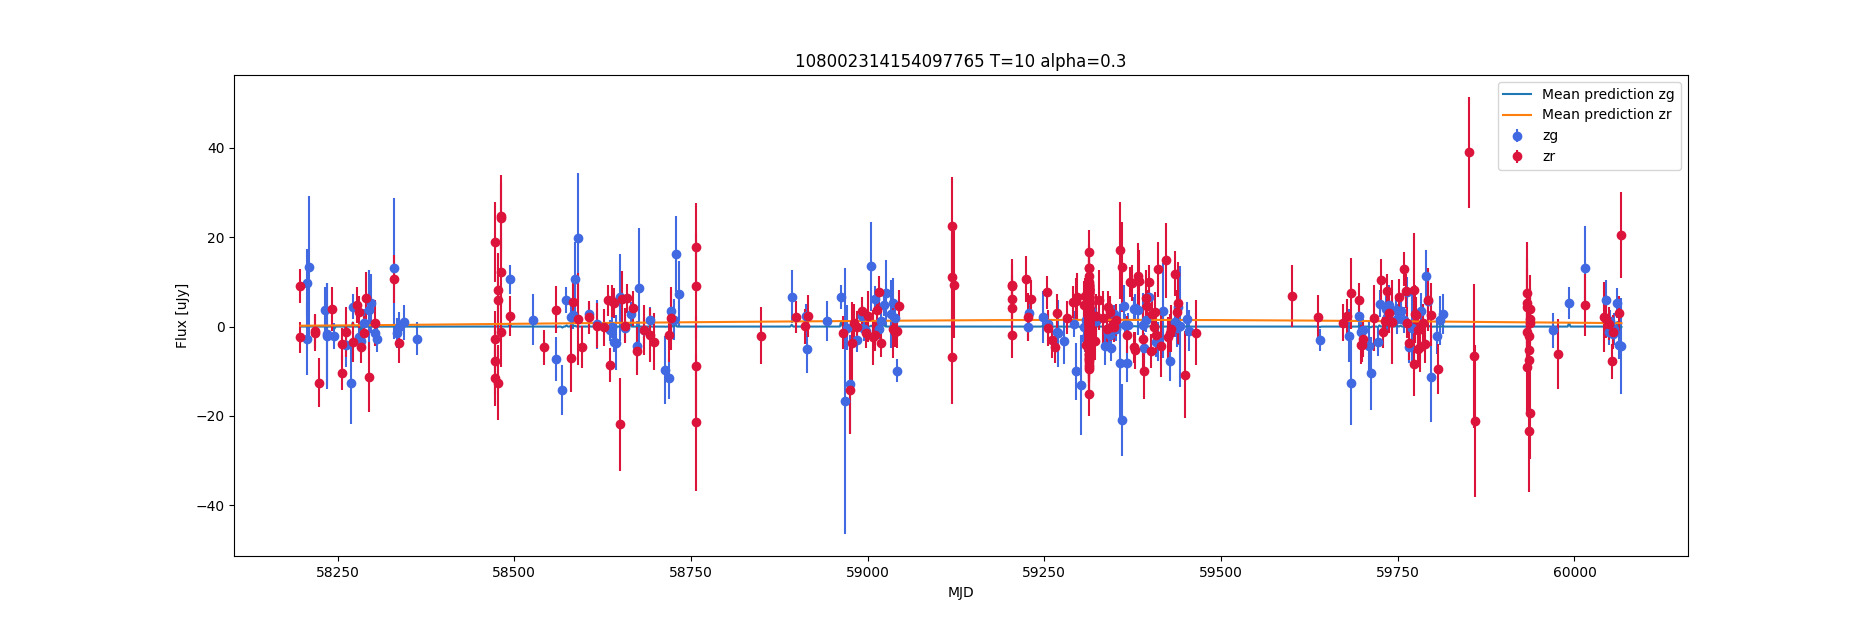 108002314154097765 T=10 alpha=0.3
Mean prediction zg
Mean prediction zr
zg
zr
Flux [uJy]
40
20
0
−20
−40
58250 58500 58750 59000 59250 59500 59750 60000
MJD